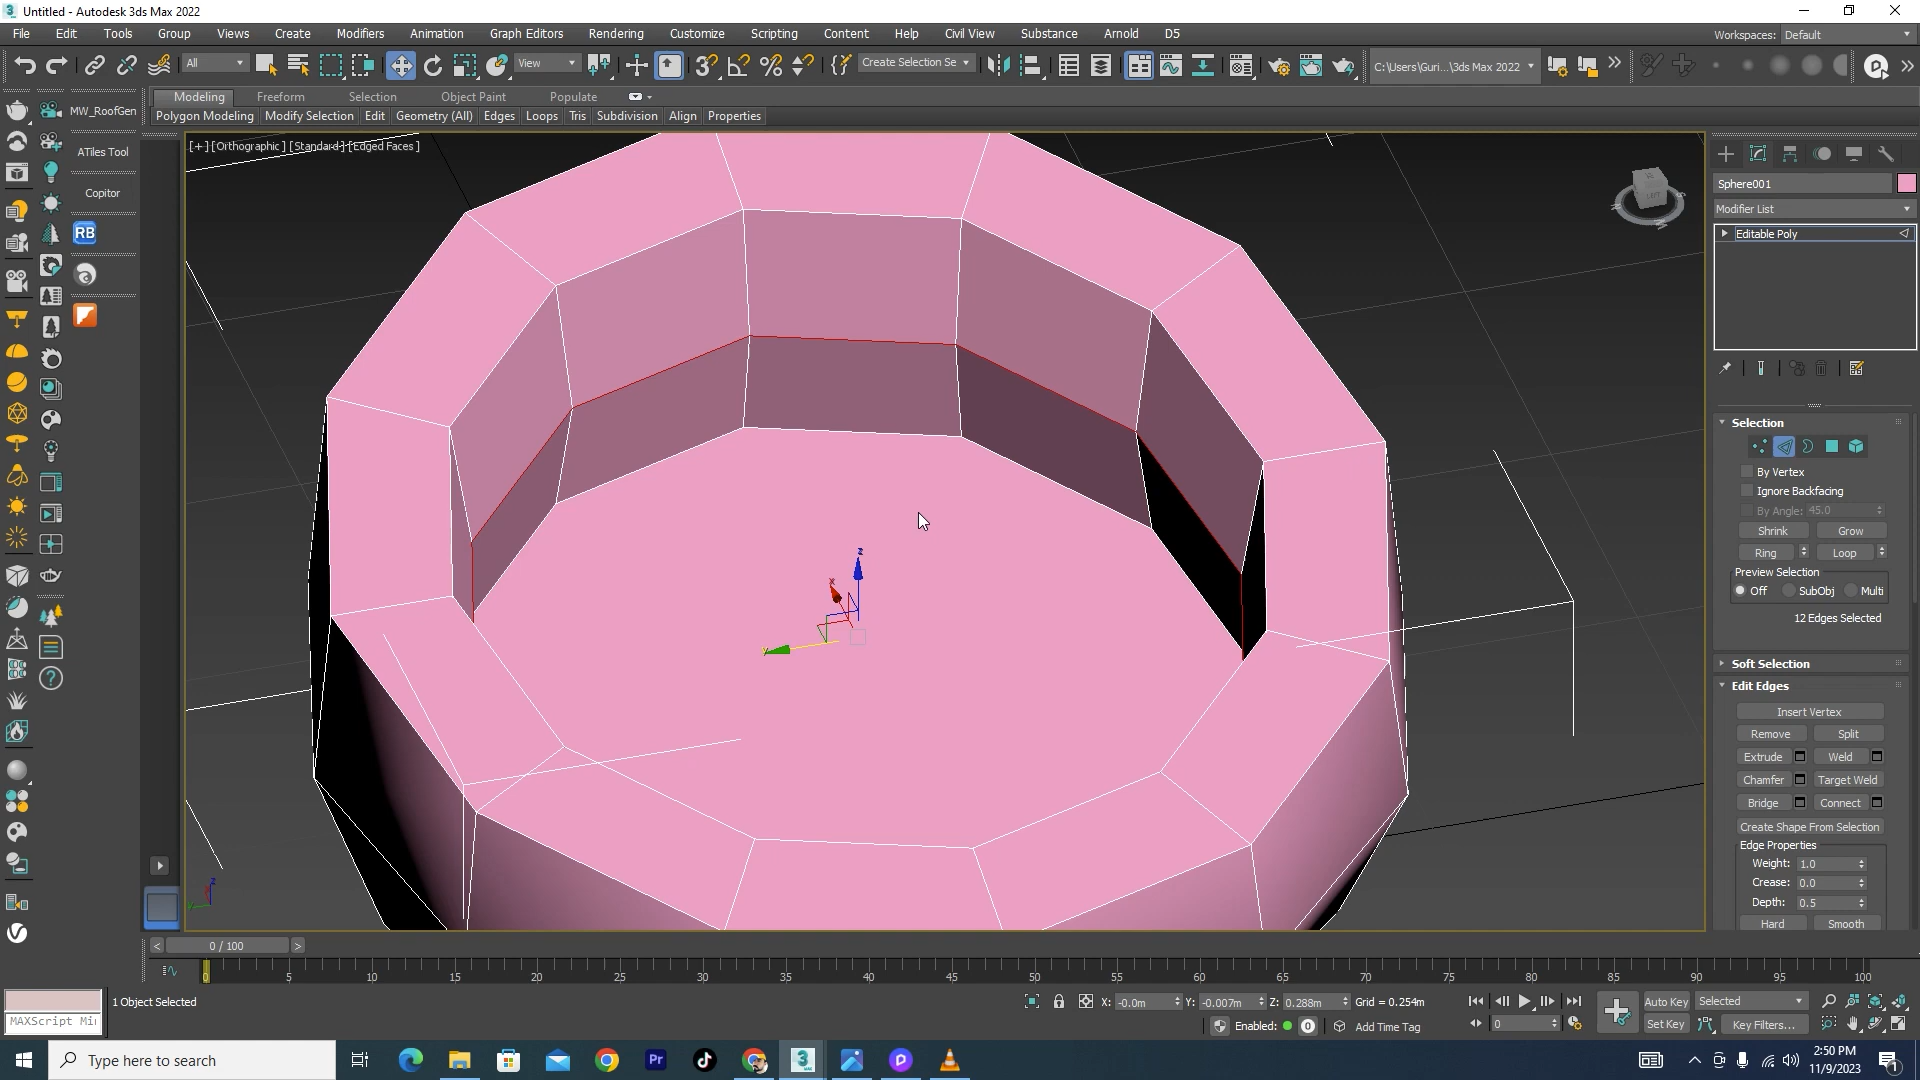 Untitled - Autodesk 3ds Max 2022
File Edit Tools Group Views Create Modifiers Animation Graph Editors Rendering Customize Scripting Content Help Civil View Substance Arnold D5
Workspaces: Default
All View Create Selection Se C:\Users\Guri...\3ds Max 2022
MW_RoofGen Modeling Freeform Selection Object Paint Populate
Polygon Modeling Modify Selection Edit Geometry (All) Edges Loops Tris Subdivision Align Properties
[+] [Orthographic] [Standard] [Edged Faces]
ATiles Tool
Copitor
RB
Sphere001
Modifier List
Editable Poly
Selection
By Vertex
Ignore Backfacing
By Angle: 45.0
Shrink Grow
Ring Loop
Preview Selection
Off SubObj Multi
12 Edges Selected
Soft Selection
Edit Edges
Insert Vertex
Remove Split
Extrude Weld
Chamfer Target Weld
Bridge Connect
Create Shape From Selection
Edge Properties
Weight: 1.0
Crease: 0.0
Depth: 0.5
Hard Smooth
z
x
y
z
< 0 / 100 >
0 5 10 15 20 25 30 35 40 45 50 55 60 65 70 75 80 85 90 95 100
1 Object Selected X: -0.0m Y: -0.007m Z: 0.288m Grid = 0.254m Auto Key Selected
MAXScript Mi Enabled: 0 Add Time Tag 0 Set Key Key Filters...
Type here to search
Pr
3
2:50 PM
11/9/2023
1